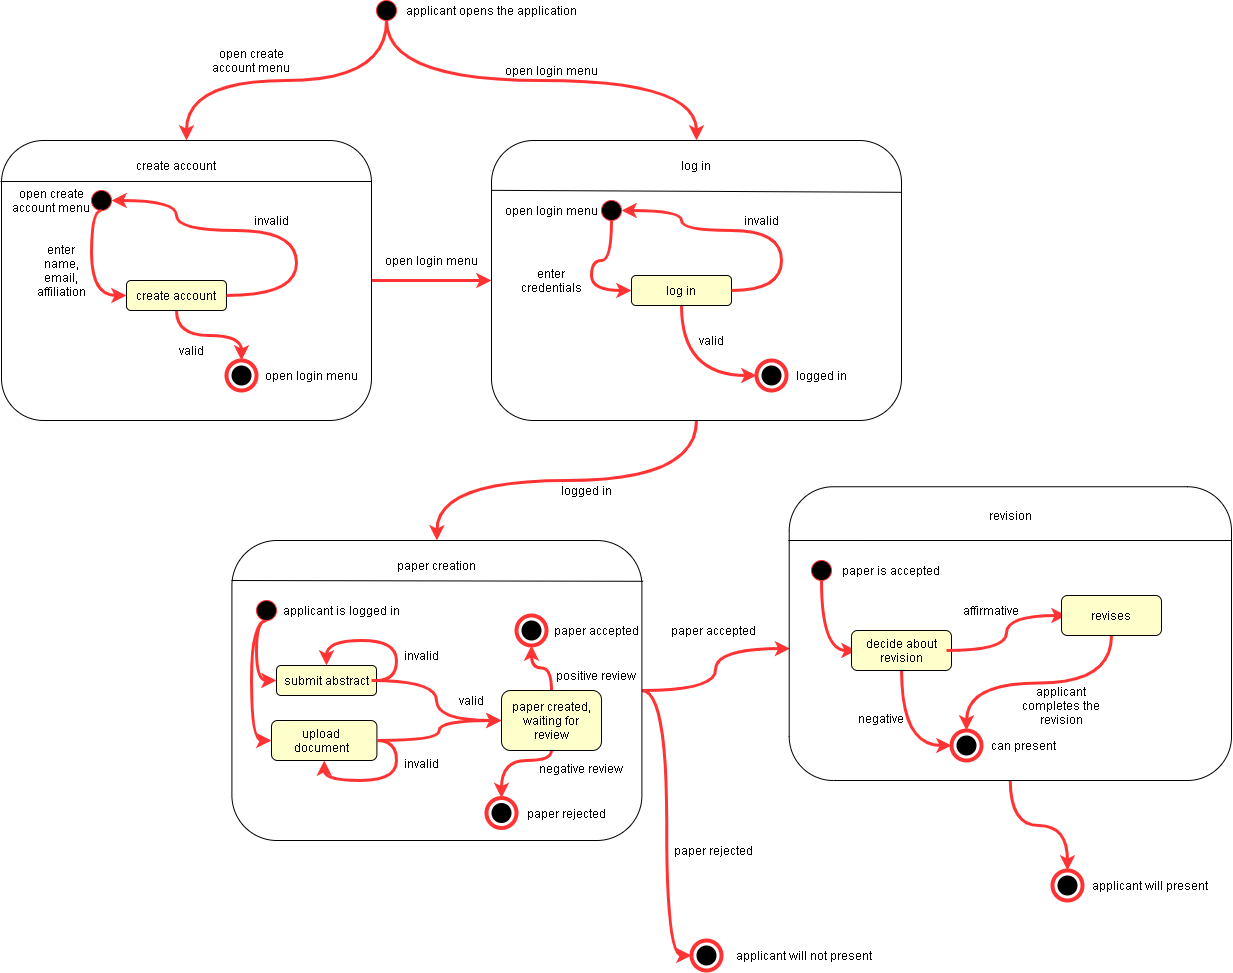 applicant opens the application
open create
account menu
open login menu
create account
open create
account menu
invalid
enter
name,
email,
affiliation
create account
valid
open login menu
open login menu
log in
open login menu
invalid
enter
credentials
log in
valid
logged in
logged in
paper creation
applicant is logged in
invalid
submit abstract
valid
upload
document
invalid
paper accepted
positive review
paper created,
waiting for
review
negative review
paper rejected
paper accepted
paper rejected
revision
paper is accepted
affirmative
revises
decide about
revision
negative
applicant
completes the
revision
can present
applicant will present
applicant will not present